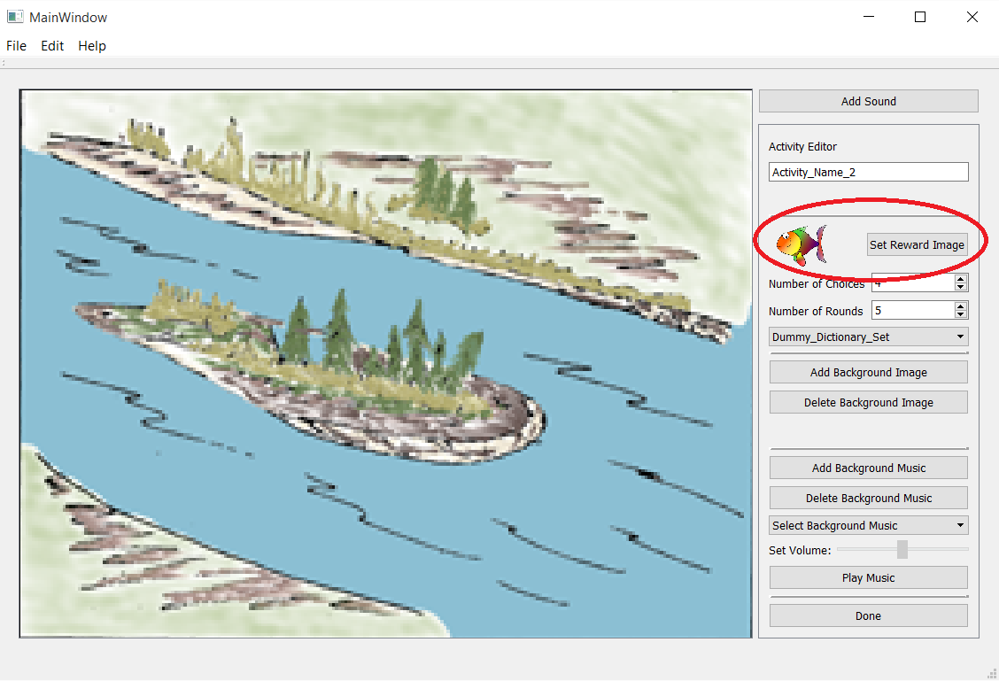 MainWindow
File Edit Help
Add Sound
Activity Editor
Activity_Name_2
Set Reward Image
Number of Choices 4
Number of Rounds 5
Dummy_Dictionary_Set
Add Background Image
Delete Background Image
Add Background Music
Delete Background Music
Select Background Music
Set Volume:
Play Music
Done